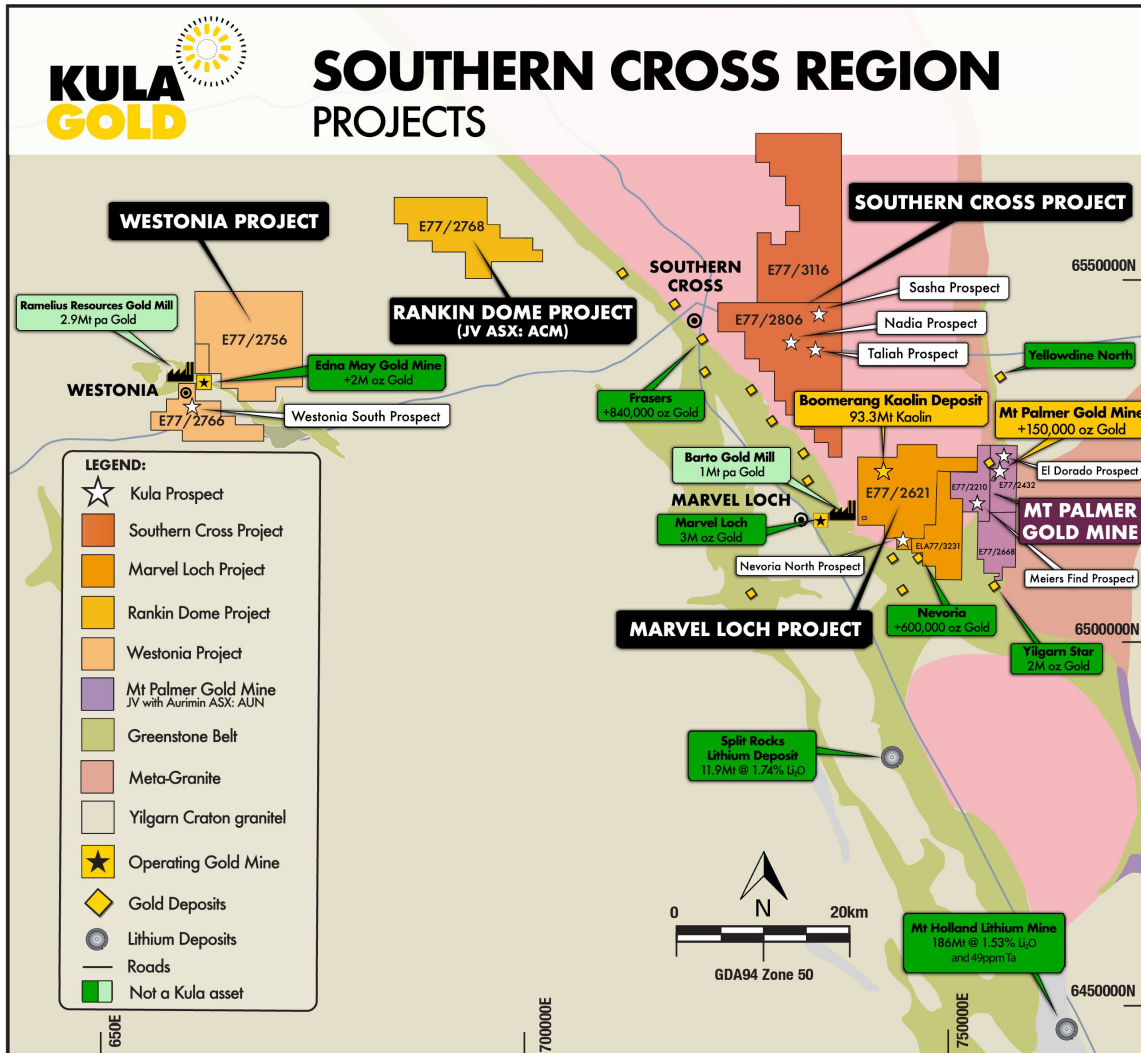 KULA
GOLD
SOUTHERN CROSS REGION
PROJECTS
WESTONIA PROJECT
E77/2768
SOUTHERN CROSS PROJECT
SOUTHERN
CROSS
E77/3116
6550000N
Ramelius Resources Gold Mill
2.9Mt pa Gold
RANKIN DOME PROJECT
(JV ASX: ACM)
Sasha Prospect
E77/2806
Nadia Prospect
E77/2756
Taliah Prospect
Yellowdine North
Edna May Gold Mine
+2M oz Gold
WESTONIA
Frasers
+840,000 oz Gold
Boomerang Kaolin Deposit
93.3Mt Kaolin
Mt Palmer Gold Mine
+150,000 oz Gold
Westonia South Prospect
E77/2766
Barto Gold Mill
1Mt pa Gold
El Dorado Prospect
E77/2621
E77/2210
E77/2432
MARVEL LOCH
MT PALMER
GOLD MINE
Marvel Loch
3M oz Gold
ELA77/3231
E77/2668
Nevoria North Prospect
Meiers Find Prospect
Nevoria
+600,000 oz Gold
MARVEL LOCH PROJECT
6500000N
Yilgarn Star
2M oz Gold
LEGEND:
Kula Prospect
Southern Cross Project
Marvel Loch Project
Rankin Dome Project
Westonia Project
Mt Palmer Gold Mine
JV with Aurimin ASX: AUN
Greenstone Belt
Meta-Granite
Yilgarn Craton granitel
Operating Gold Mine
Gold Deposits
Lithium Deposits
Roads
Not a Kula asset
Split Rocks
Lithium Deposit
11.9Mt @ 1.74% Li₂O
N
0 20km
GDA94 Zone 50
Mt Holland Lithium Mine
186Mt @ 1.53% Li₂O
and 49ppm Ta
6450000N
650E
700000E
750000E